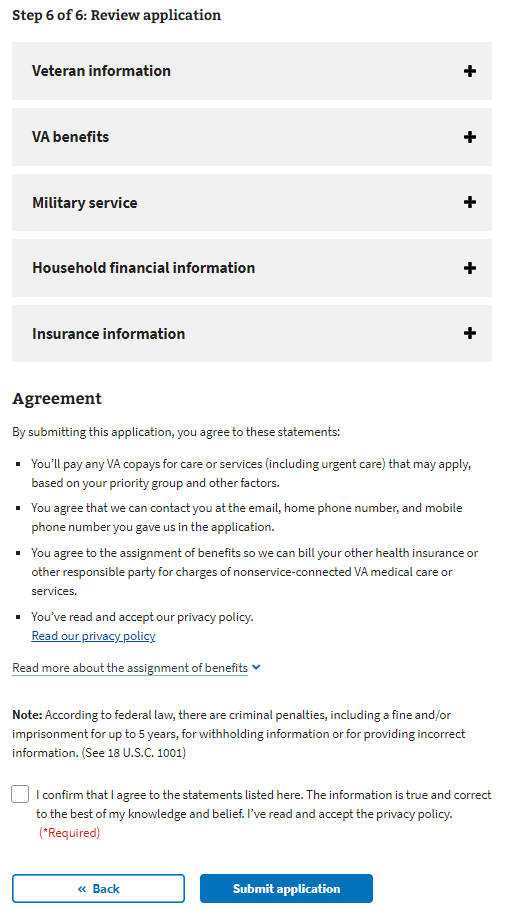 Step 6 of 6: Review application
Veteran information
VA benefits
Military service
Household financial information
Insurance information
Agreement
By submitting this application, you agree to these statements:
You'll pay any VA copays for care or services (including urgent care) that may apply,
based on your priority group and other factors.
You agree that we can contact you at the email, home phone number, and mobile
phone number you gave us in the application.
You agree to the assignment of benefits so we can bill your other health insurance or
other responsible party for charges of nonservice-connected VA medical care or
services.
You've read and accept our privacy policy.
Read our privacy policy
Read more about the assignment of benefits
Note: According to federal law, there are criminal penalties, including a fine and/or
imprisonment for up to 5 years, for withholding information or for providing incorrect
information. (See 18 U.S.C. 1001)
I confirm that I agree to the statements listed here. The information is true and correct
to the best of my knowledge and belief. I've read and accept the privacy policy.
(*Required)
« Back
Submit application